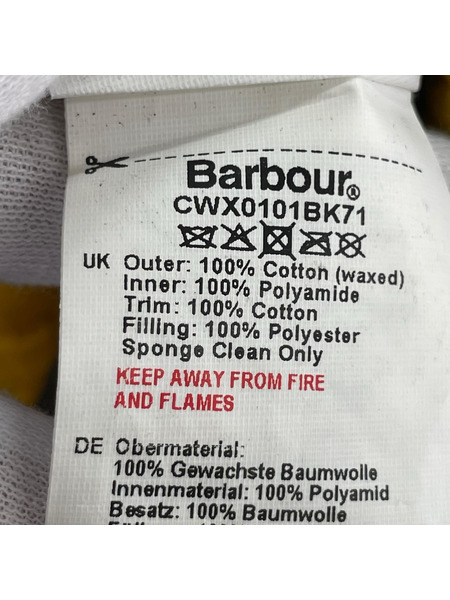 Barbour®
CWX0101BK71
UK Outer: 100% Cotton (waxed)
Inner: 100% Polyamide
Trim: 100% Cotton
Filling: 100% Polyester
Sponge Clean Only
KEEP AWAY FROM FIRE
AND FLAMES
DE Obermaterial:
100% Gewachste Baumwolle
Innenmaterial: 100% Polyamid
Besatz: 100% Baumwolle